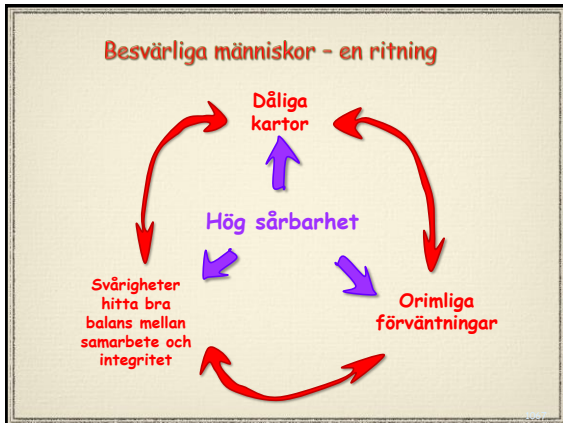 Besvärliga människor - en ritning
Dåliga
kartor
Hög sårbarhet
Svårigheter
hitta bra
balans mellan
samarbete och
integritet
Orimliga
förväntningar